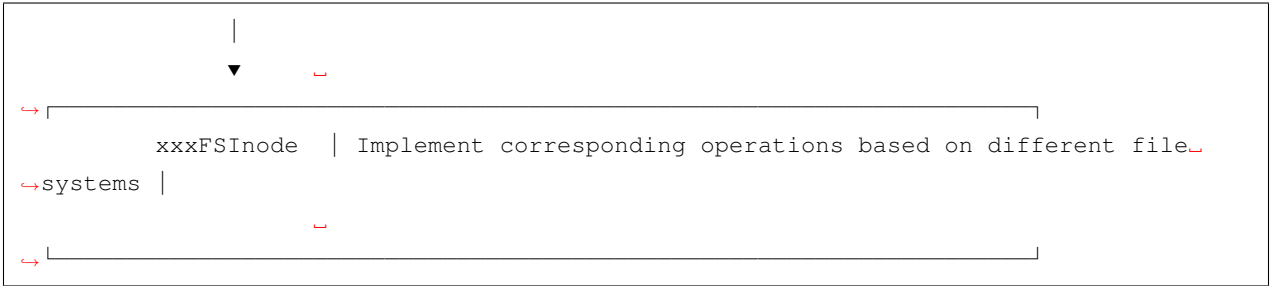 │
▼ ␣
↪┌──────────────────────────────────────────────────────────────────────┐
xxxFSInode │ Implement corresponding operations based on different file␣
↪systems │
␣
↪└──────────────────────────────────────────────────────────────────────┘